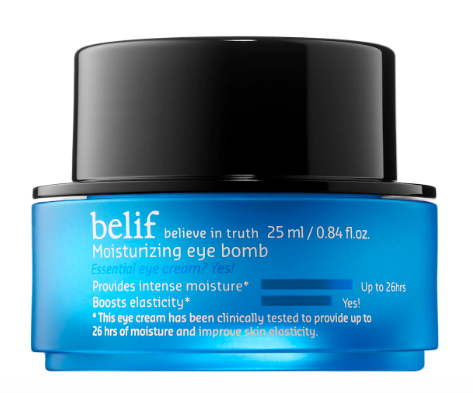 belif believe in truth 25 ml / 0.84 fl.oz.
Moisturizing eye bomb
Essential eye cream? Yes!
Provides intense moisture* Up to 26hrs
Boosts elasticity* Yes!
*This eye cream has been clinically tested to provide up to
26 hrs of moisture and improve skin elasticity.